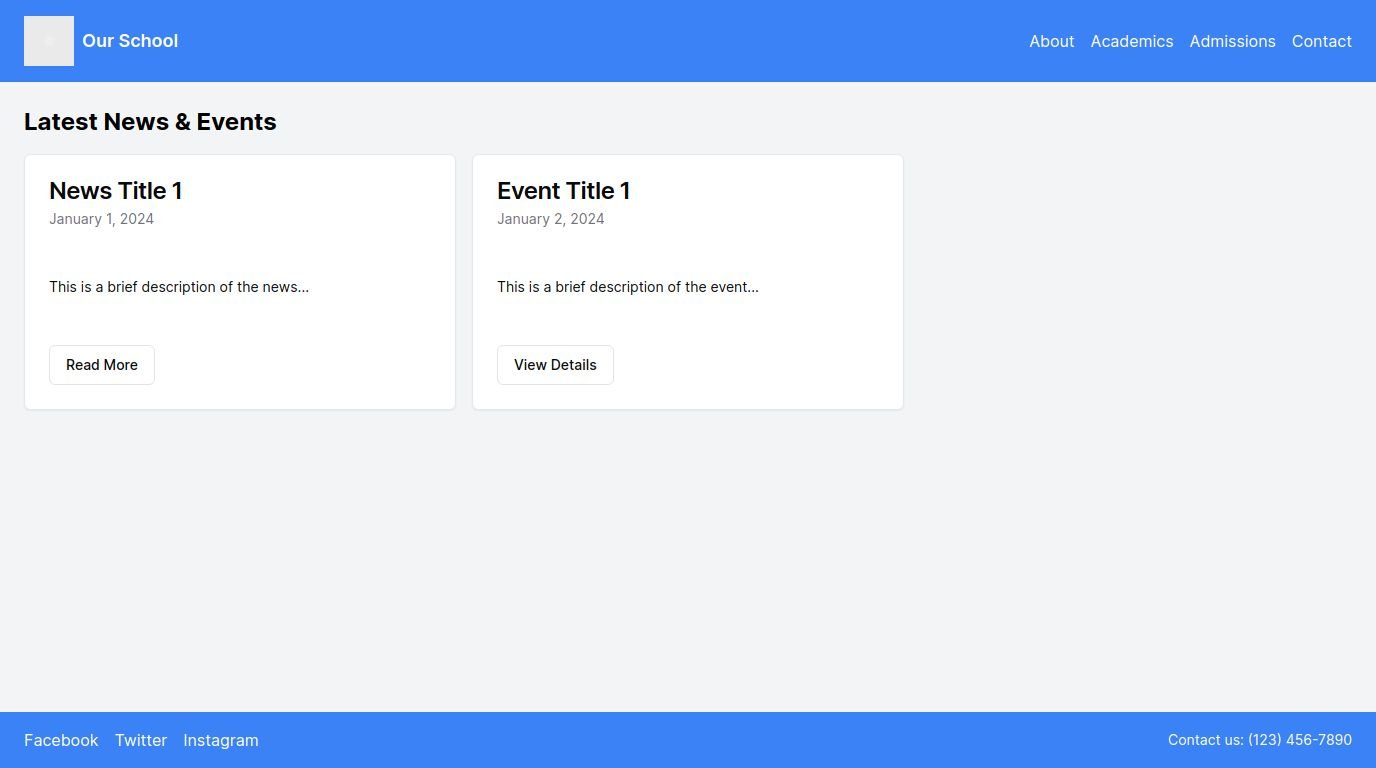 Our School
About Academics Admissions Contact
Latest News & Events
News Title 1
January 1, 2024
This is a brief description of the news...
Read More
Event Title 1
January 2, 2024
This is a brief description of the event...
View Details
Facebook Twitter Instagram
Contact us: (123) 456-7890